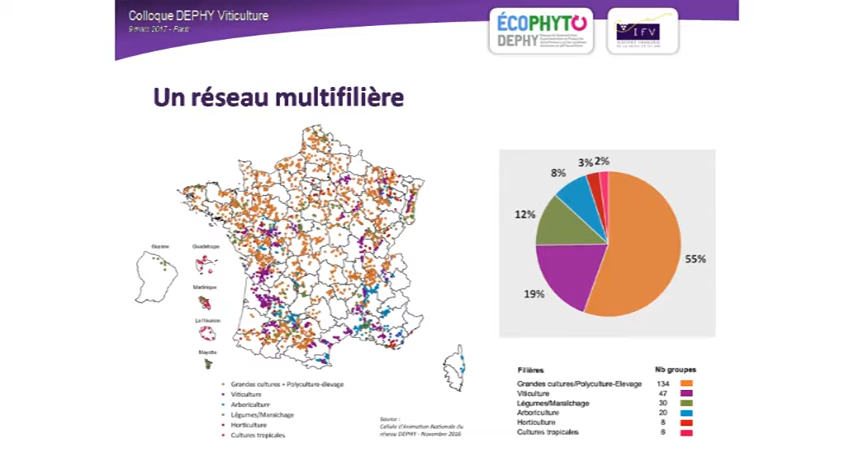 Colloque DEPHY Viticulture
9 mars 2017 - Paris
ÉCOPHYTO
DEPHY
IFV
Un réseau multifilière
Guyane
Guadeloupe
Martinique
La Réunion
Mayotte
3% 2%
8%
12%
55%
19%
Grandes cultures + Polyculture-élevage
Viticulture
Arboriculture
Légumes/Maraîchage
Horticulture
Cultures tropicales
Source :
Cellule d'Animation Nationale du
réseau DEPHY - Novembre 2016
Filières Nb groupes
Grandes cultures/Polyculture-Elevage 134
Viticulture 47
Légumes/Maraîchage 30
Arboriculture 20
Horticulture 8
Cultures tropicales 6